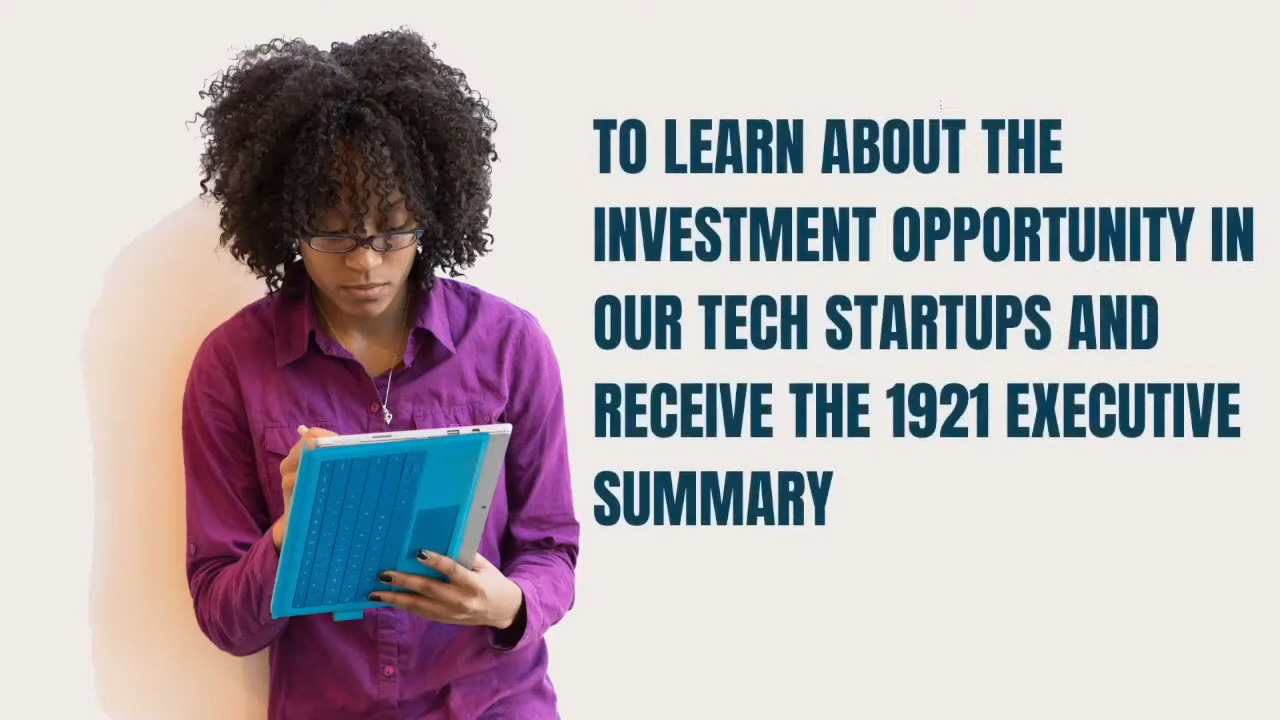 TO LEARN ABOUT THE
INVESTMENT OPPORTUNITY IN
OUR TECH STARTUPS AND
RECEIVE THE 1921 EXECUTIVE
SUMMARY